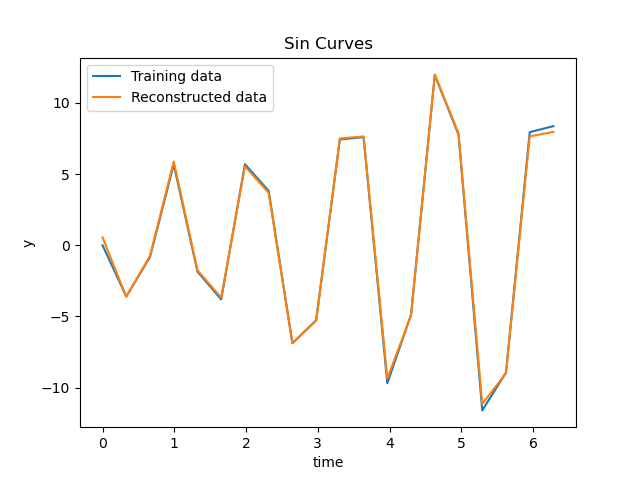 Sin Curves
Training data
Reconstructed data
10
5
0
−5
−10
y
0 1 2 3 4 5 6
time